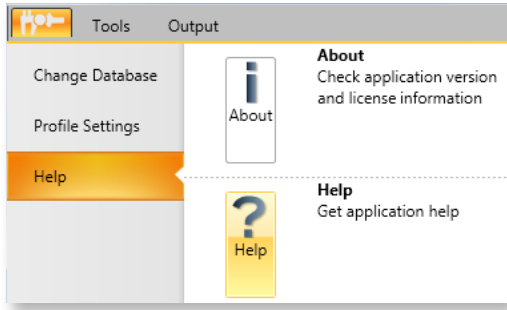 Tools Output
Change Database
Profile Settings
Help
About
About
Check application version
and license information
Help
Help
Get application help